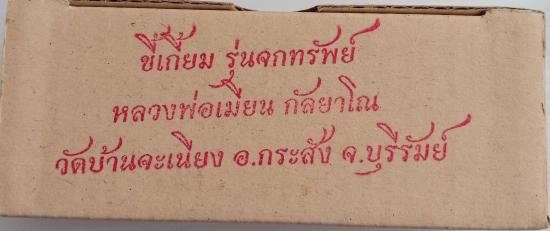 ขี้เกี้ยม รุ่นจกทรัพย์
หลวงพ่อเมียน กัลยาโณ
วัดบ้านจะเนียง อ.กระสัง จ.บุรีรัมย์